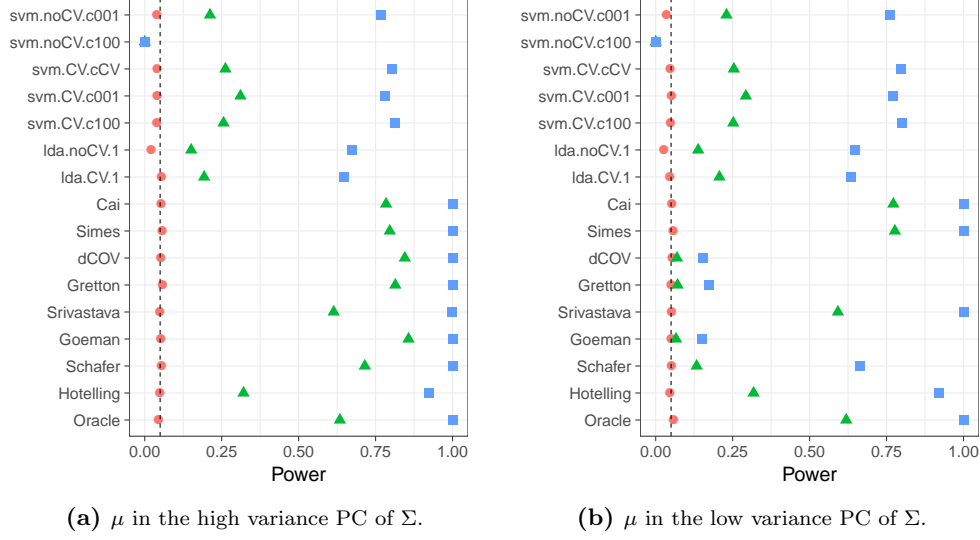 svm.noCV.c001
svm.noCV.c100
svm.CV.cCV
svm.CV.c001
svm.CV.c100
lda.noCV.1
lda.CV.1
Cai
Simes
dCOV
Gretton
Srivastava
Goeman
Schafer
Hotelling
Oracle
0.00 0.25 0.50 0.75 1.00
Power
(a) μ in the high variance PC of Σ.
svm.noCV.c001
svm.noCV.c100
svm.CV.cCV
svm.CV.c001
svm.CV.c100
lda.noCV.1
lda.CV.1
Cai
Simes
dCOV
Gretton
Srivastava
Goeman
Schafer
Hotelling
Oracle
0.00 0.25 0.50 0.75 1.00
Power
(b) μ in the low variance PC of Σ.